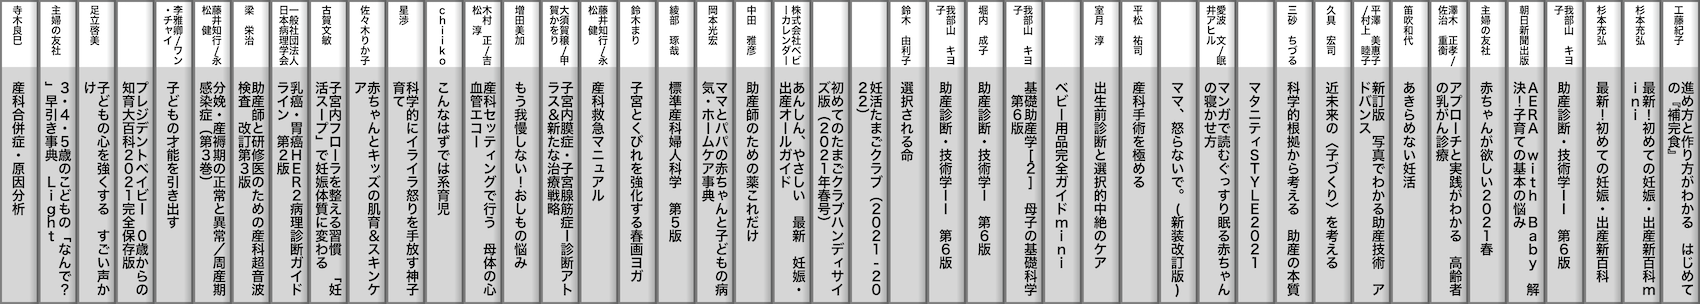 工藤紀子
進め方と作り方がわかる　はじめて
の『補完食』
杉本充弘
最新！初めての妊娠・出産新百科ｍ
ｉｎｉ
杉本充弘
最新！初めての妊娠・出産新百科
我部山　キヨ
子
助産診断・技術学ＩＩ　第６版
朝日新聞出版
ＡＥＲＡ　ｗｉｔｈ　Ｂａｂｙ　解
決！子育ての基本の悩み
主婦の友社
赤ちゃんが欲しい２０２１春
澤木　正孝/
佐治　重衡
アプローチと実践がわかる　高齢者
の乳がん診療
笛吹和代
あきらめない妊活
平澤　美恵子
/村上　睦子
新訂版　写真でわかる助産技術　ア
ドバンス
久具　宏司
近未来の〈子づくり〉を考える
三砂　ちづる
科学的根拠から考える　助産の本質
マタニティＳＴＹＬＥ２０２１
愛波　文/眠
井アヒル
マンガで読むぐっすり眠る赤ちゃん
の寝かせ方
ママ、怒らないで。（新装改訂版）
平松　祐司
産科手術を極める
室月　淳
出生前診断と選択的中絶のケア
ベビー用品完全ガイドｍｉｎｉ
我部山　キヨ
子
基礎助産学［２］　母子の基礎科学
　第６版
堀内　成子
助産診断・技術学Ｉ　第６版
我部山　キヨ
子
助産診断・技術学ＩＩ　第６版
鈴木　由利子
選択される命
妊活たまごクラブ（２０２１-２０
２２）
初めてのたまごクラブハンディサイ
ズ版（２０２１年春号）
株式会社ベビ
ーカレンダー
あんしん、やさしい　最新　妊娠・
出産オールガイド
中田　雅彦
助産師のための薬これだけ
岡本光宏
ママとパパの赤ちゃんと子どもの病
気・ホームケア事典
綾部　琢哉
標準産科婦人科学　第５版
鈴木まり
子宮とくびれを強化する春画ヨガ
藤井知行/永
松　健
産科救急マニュアル
大須賀穣/甲
賀かをり
子宮内膜症・子宮腺筋症ー診断アト
ラス＆新たな治療戦略
増田美加
もう我慢しない！おしもの悩み
木村　正/吉
松　淳
産科セッティングで行う　母体の心
血管エコー
ｃｈｉｉｋｏ
こんなはずでは系育児
星渉
科学的にイライラ怒りを手放す神子
育て
佐々木りか子
赤ちゃんとキッズの肌育＆スキンケ
ア
古賀文敏
子宮内フローラを整える習慣　「妊
活スープ」で妊娠体質に変わる
一般社団法人
日本病理学会
乳癌・胃癌ＨＥＲ２病理診断ガイド
ライン　第２版
梁　栄治
助産師と研修医のための産科超音波
検査　改訂第３版
藤井知行/永
松　健
分娩・産褥期の正常と異常／周産期
感染症（第３巻）
李雅卿/ワン
・チャイ
子どもの才能を引き出す
プレジデントベイビー　０歳からの
知育大百科２０２１完全保存版
足立啓美
子どもの心を強くする　すごい声か
け
主婦の友社
３・４・５歳のこどもの「なんで？
」早引き事典　Ｌｉｇｈｔ
寺木良巳
産科合併症・原因分析